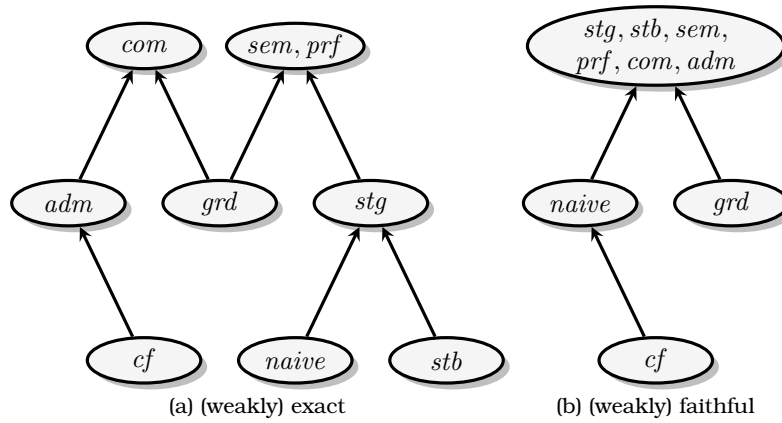 com
sem, prf
stg, stb, sem,
prf, com, adm
adm
grd
stg
naive
grd
cf
naive
stb
cf
(a) (weakly) exact
(b) (weakly) faithful